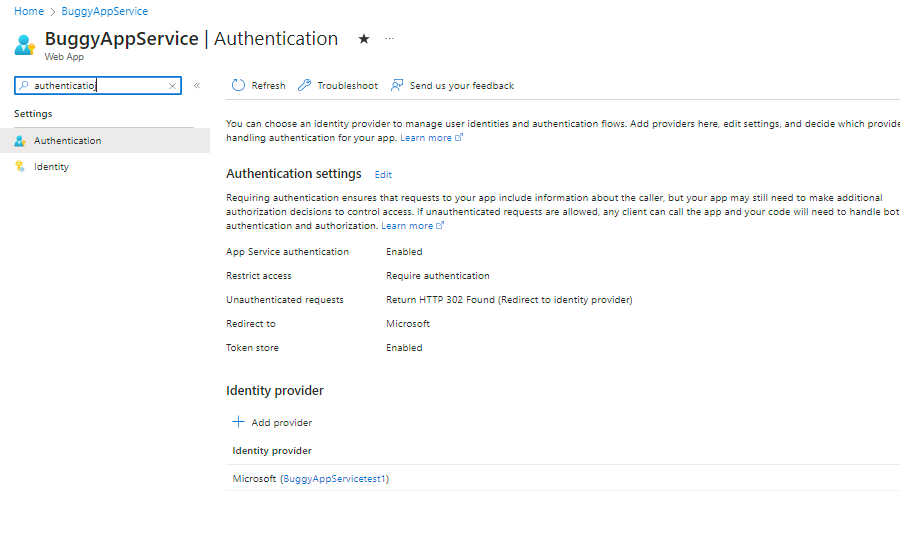 Home > BuggyAppService
BuggyAppService | Authentication ★ ...
Web App
authenticatio × «
Refresh Troubleshoot Send us your feedback
Settings
Authentication
Identity
You can choose an identity provider to manage user identities and authentication flows. Add providers here, edit settings, and decide which provide
handling authentication for your app. Learn more
Authentication settings Edit
Requiring authentication ensures that requests to your app include information about the caller, but your app may still need to make additional
authorization decisions to control access. If unauthenticated requests are allowed, any client can call the app and your code will need to handle bot
authentication and authorization. Learn more
App Service authentication Enabled
Restrict access Require authentication
Unauthenticated requests Return HTTP 302 Found (Redirect to identity provider)
Redirect to Microsoft
Token store Enabled
Identity provider
+ Add provider
Identity provider
Microsoft (BuggyAppServicetest1)